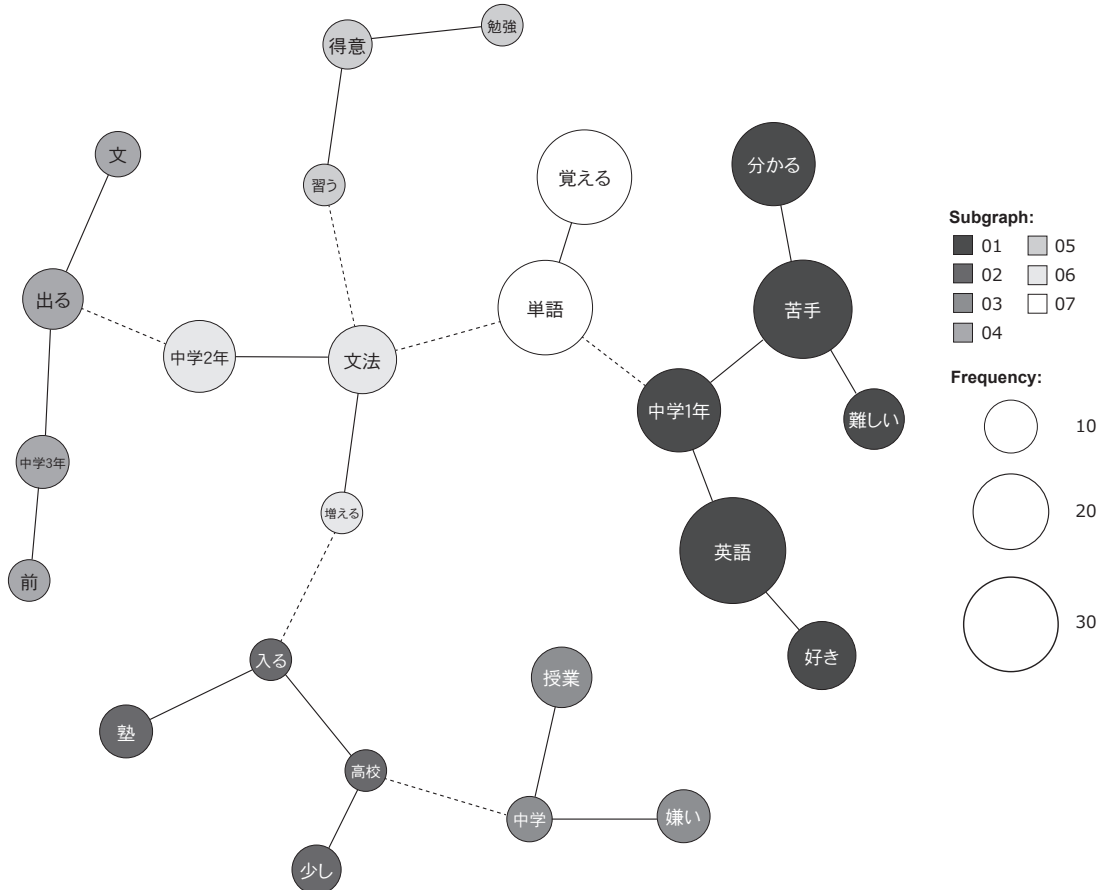 勉強
得意
文
分かる
覚える
習う
Subgraph:
01
05
02
06
03
07
04
出る
単語
苦手
中学2年
文法
Frequency:
中学1年
難しい
10
中学3年
増える
20
英語
前
30
入る
好き
授業
塾
高校
中学
嫌い
少し